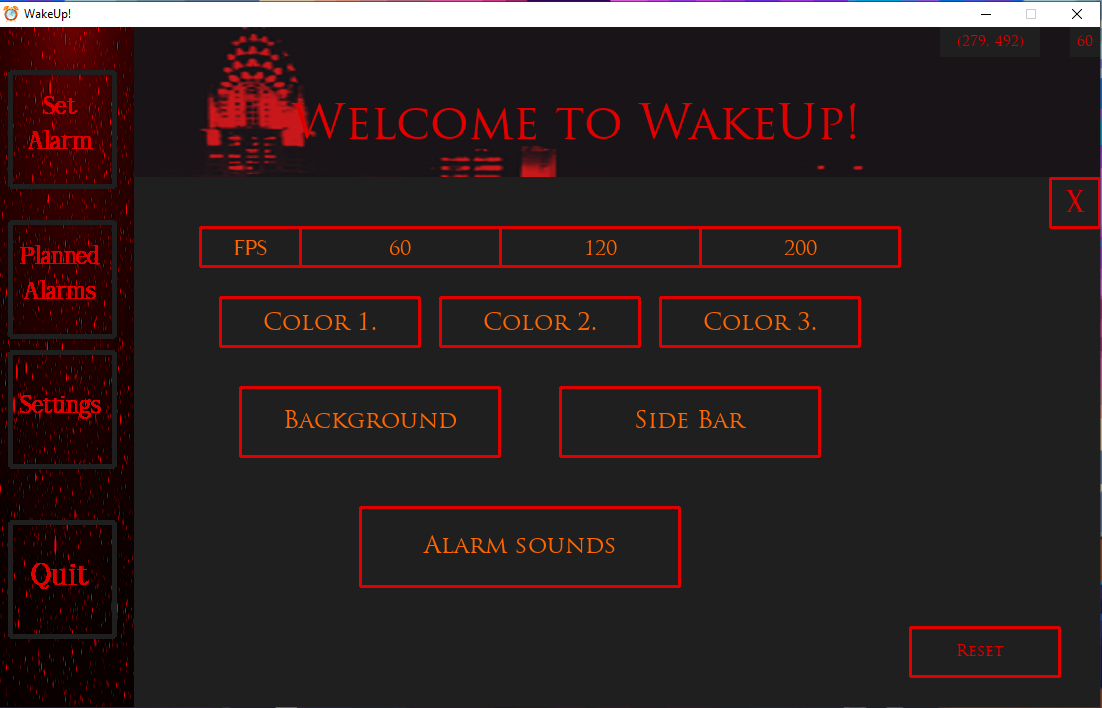 WakeUp!
(279, 492)
60
Welcome to WakeUp!
Set
Alarm
Planned
Alarms
Settings
Quit
X
FPS 60 120 200
Color 1. Color 2. Color 3.
Background Side Bar
Alarm sounds
Reset